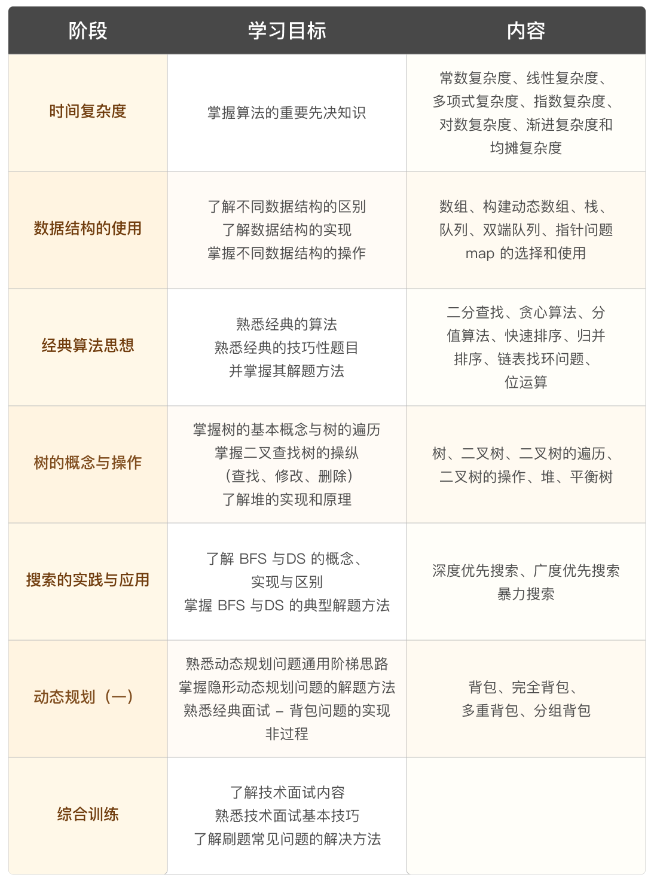 阶段 学习目标 内容
时间复杂度
掌握算法的重要先决知识
常数复杂度、线性复杂度、
多项式复杂度、指数复杂度、
对数复杂度、渐进复杂度和
均摊复杂度
数据结构的使用
了解不同数据结构的区别
了解数据结构的实现
掌握不同数据结构的操作
数组、构建动态数组、栈、
队列、双端队列、指针问题
map 的选择和使用
经典算法思想
熟悉经典的算法
熟悉经典的技巧性题目
并掌握其解题方法
二分查找、贪心算法、分
值算法、快速排序、归并
排序、链表找环问题、
位运算
树的概念与操作
掌握树的基本概念与树的遍历
掌握二叉查找树的操纵
（查找、修改、删除）
了解堆的实现和原理
树、二叉树、二叉树的遍历、
二叉树的操作、堆、平衡树
搜索的实践与应用
了解 BFS 与DS 的概念、
实现与区别
掌握 BFS 与DS 的典型解题方法
深度优先搜索、广度优先搜索
暴力搜索
动态规划（一）
熟悉动态规划问题通用阶梯思路
掌握隐形动态规划问题的解题方法
熟悉经典面试 – 背包问题的实现
非过程
背包、完全背包、
多重背包、分组背包
综合训练
了解技术面试内容
熟悉技术面试基本技巧
了解刷题常见问题的解决方法